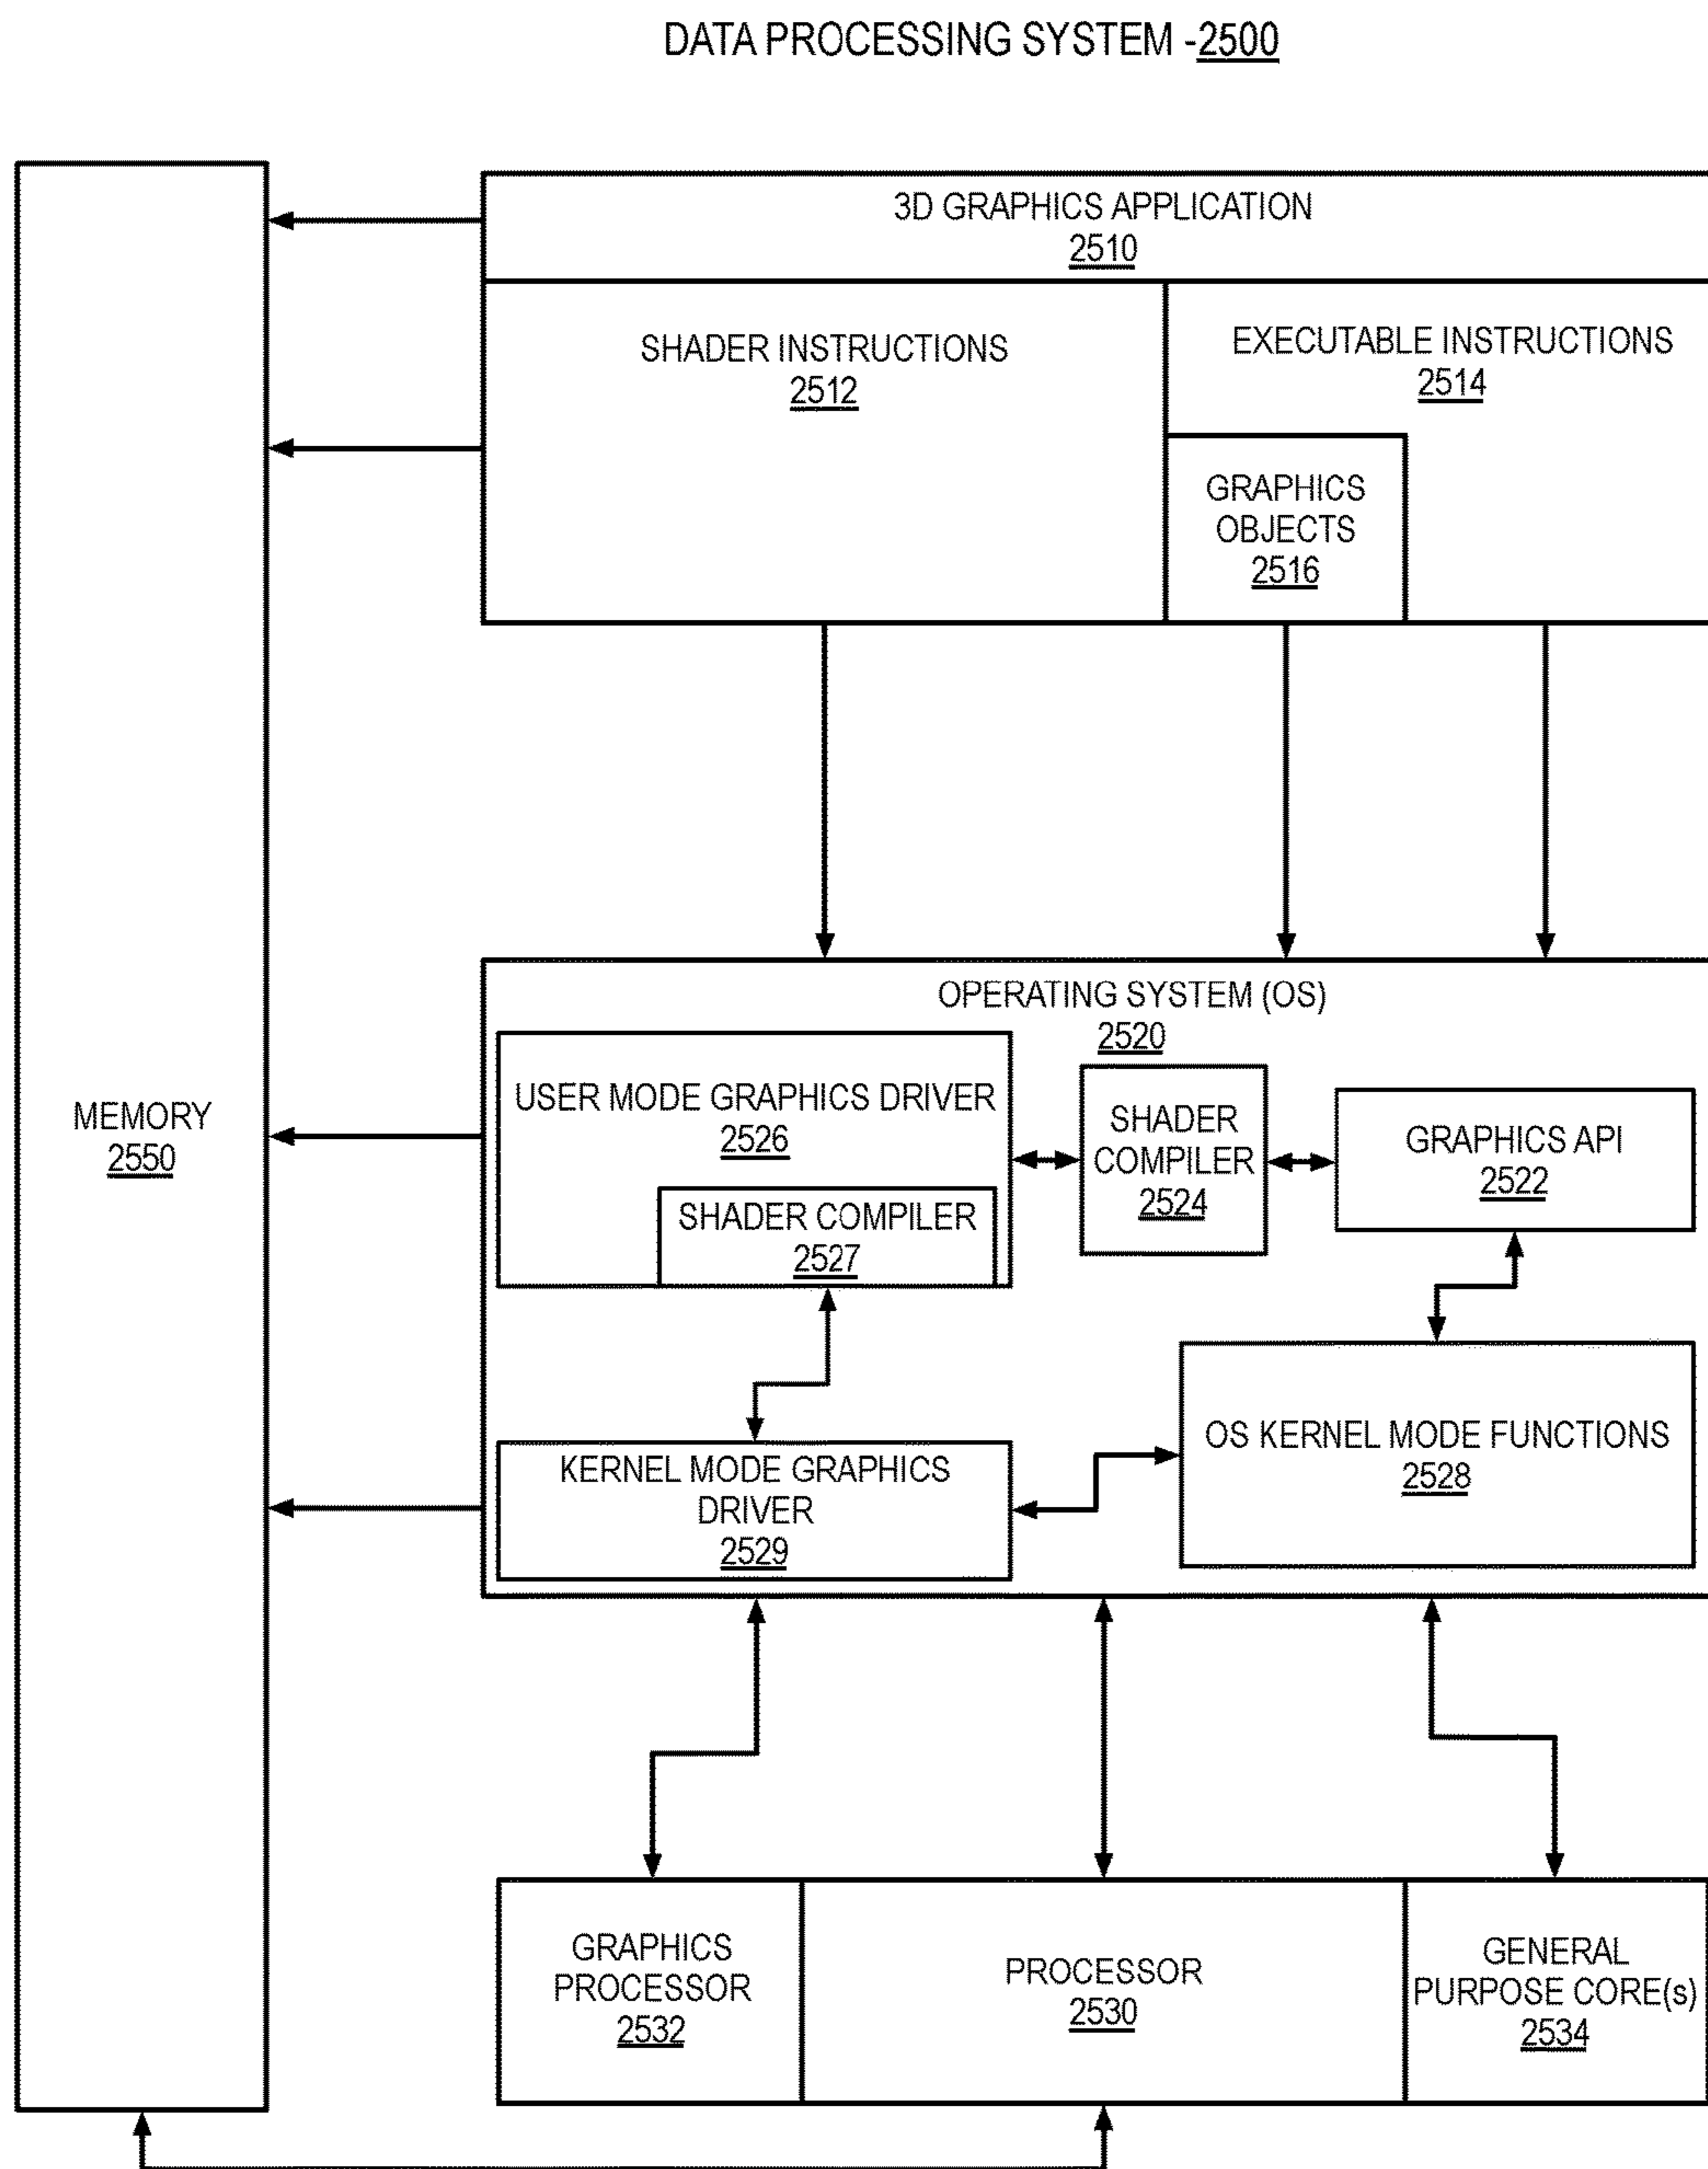 DATA PROCESSING SYSTEM -2500
3D GRAPHICS APPLICATION
2510
SHADER INSTRUCTIONS
2512
EXECUTABLE INSTRUCTIONS
2514
GRAPHICS
OBJECTS
2516
MEMORY
2550
OPERATING SYSTEM (OS)
2520
USER MODE GRAPHICS DRIVER
2526
SHADER COMPILER
2527
SHADER
COMPILER
2524
GRAPHICS API
2522
KERNEL MODE GRAPHICS
DRIVER
2529
OS KERNEL MODE FUNCTIONS
2528
GRAPHICS
PROCESSOR
2532
PROCESSOR
2530
GENERAL
PURPOSE CORE(s)
2534